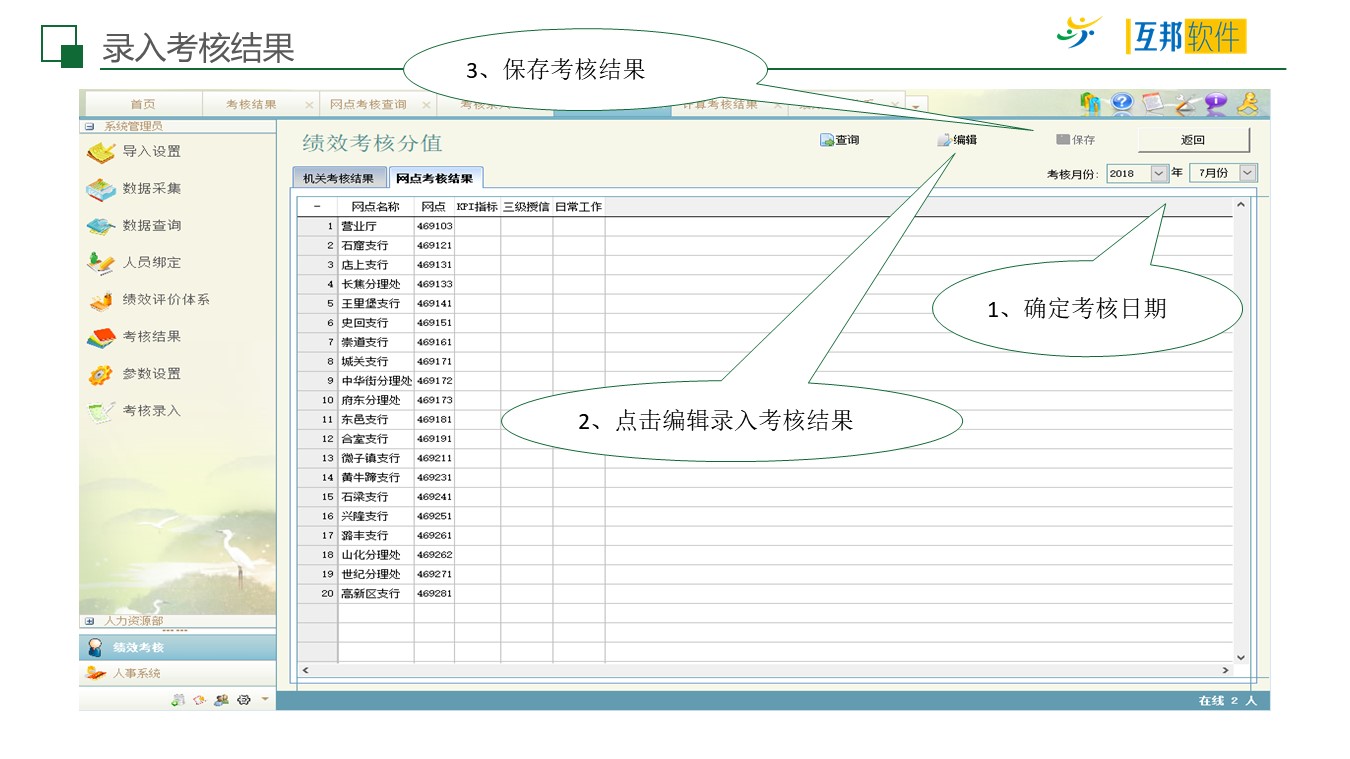 录入考核结果
互邦软件
3、保存考核结果
首页 考核结果 网点考核查询 计算考核结果
系统管理员
导入设置
数据采集
数据查询
人员绑定
绩效评价体系
考核结果
参数设置
考核录入
人力资源部
绩效考核
人事系统
绩效考核分值
查询 编辑 保存 返回
考核月份: 2018 年 7月份
机关考核结果 网点考核结果
网点名称 网点 KPI指标 三级授信 日常工作
1 营业厅 469103
2 石窟支行 469121
3 店上支行 469131
4 长焦分理处 469133
5 王里堡支行 469141
6 史回支行 469151
7 崇道支行 469161
8 城关支行 469171
9 中华街分理处 469172
10 府东分理处 469173
11 东邑支行 469181
12 合室支行 469191
13 微子镇支行 469211
14 黄牛蹄支行 469231
15 石梁支行 469241
16 兴隆支行 469251
17 潞丰支行 469261
18 山化分理处 469262
19 世纪分理处 469271
20 高新区支行 469281
1、确定考核日期
2、点击编辑录入考核结果
在线 2 人